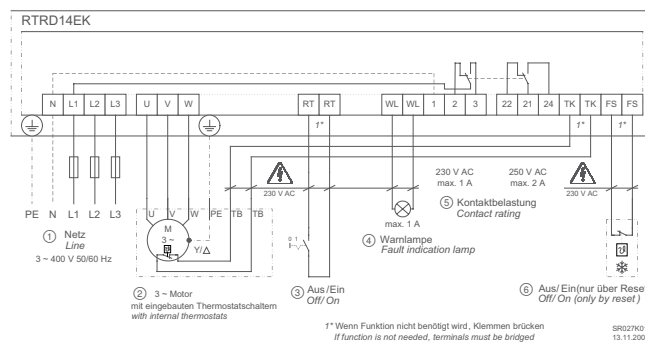 RTRD14EK
N L1 L2 L3 U V W RT RT WL WL 1 2 3 22 21 24 TK TK FS FS
1* 1* 1*
230 V AC
230 V AC
max. 1 A
250 V AC
max. 2 A
230 V AC
PE N L1 L2 L3 U V W PE TB TB
M
3 ~
Y/△
0 1
max. 1 A
1 Netz
Line
3 ~ 400 V 50/60 Hz
2 3 ~ Motor
mit eingebauten Thermostatschaltern
with internal thermostats
3 Aus/Ein
Off/ On
4 Warnlampe
Fault indication lamp
5 Kontaktbelastung
Contact rating
6 Aus/ Ein(nur über Reset
Off/ On (only by reset )
1* Wenn Funktion nicht benötigt wird, Klemmen brücken
If function is not needed, terminals must be bridged
SR027K01
13.11.200